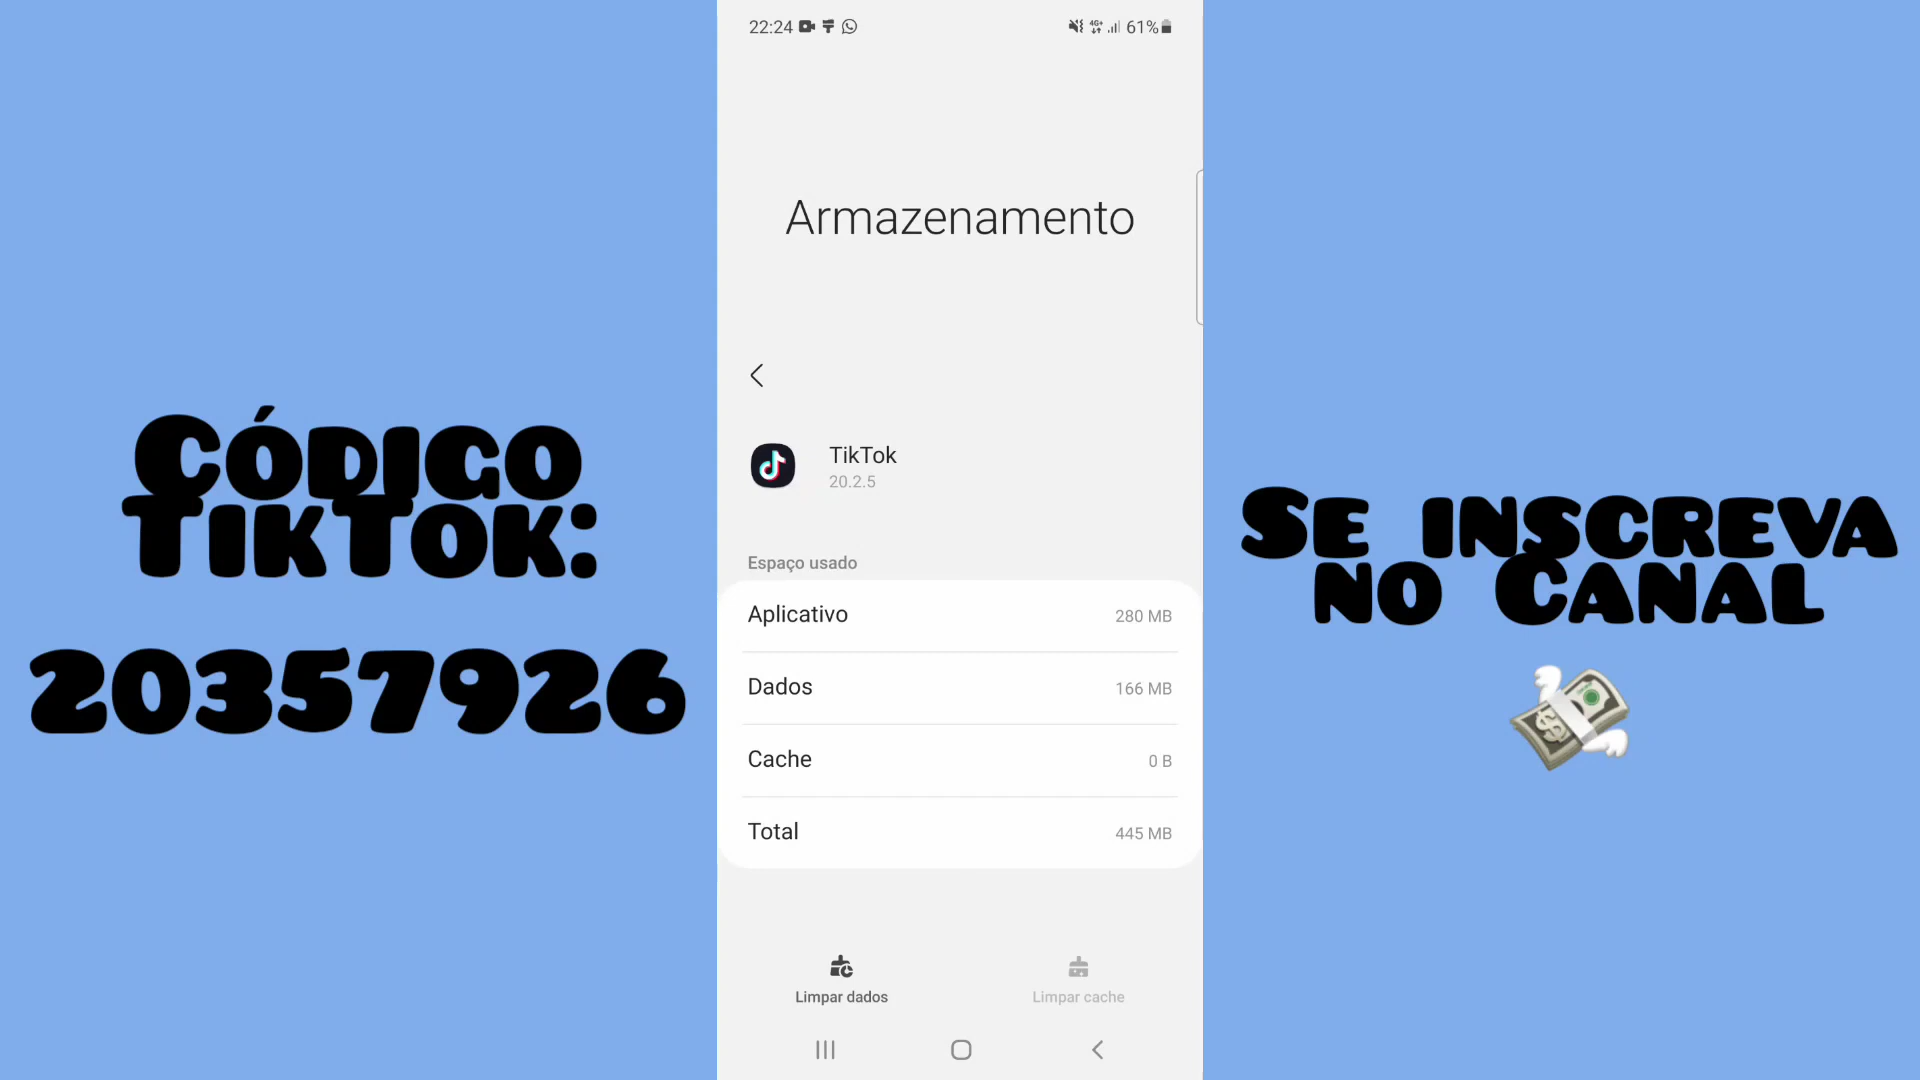 22:24
4G+
61%
Armazenamento
TikTok
20.2.5
Espaço usado
Aplicativo 280 MB
Dados 166 MB
Cache 0 B
Total 445 MB
Limpar dados
Limpar cache
Código
TikTok:
20357926
Se inscreva
no Canal